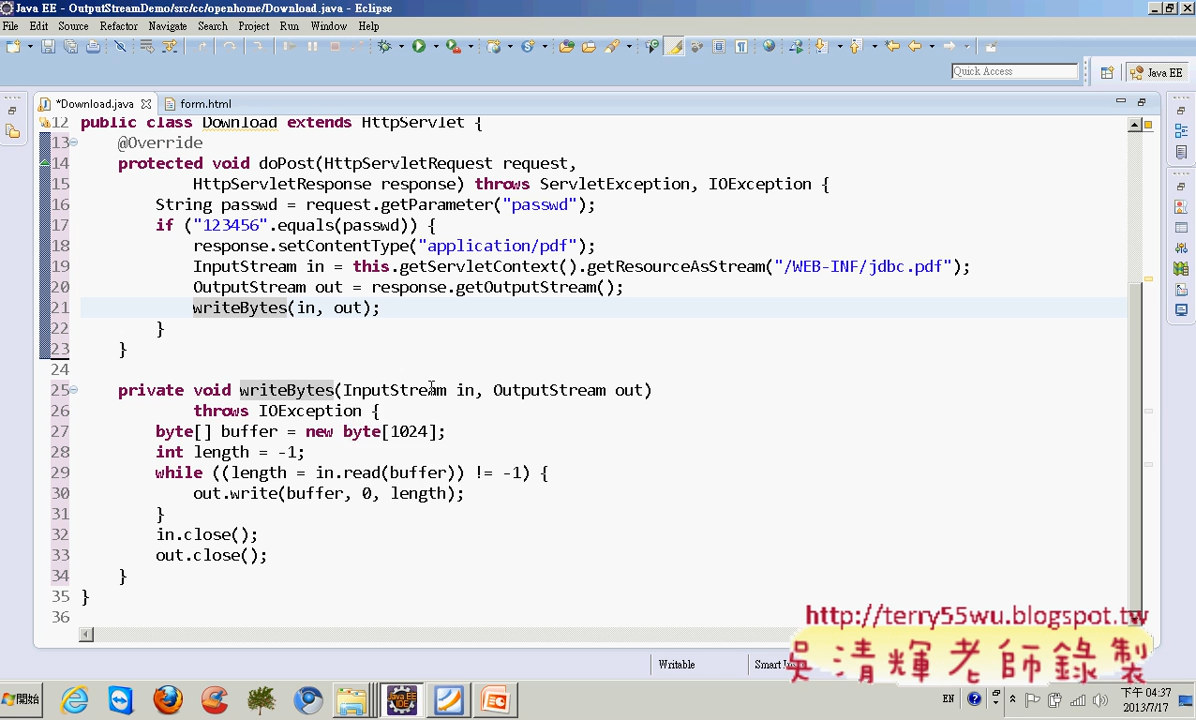 Java EE - OutputStreamDemo/src/cc/openhome/Download.java - Eclipse
File Edit Source Refactor Navigate Search Project Run Window Help
Quick Access
Java EE
*Download.java
form.html
12 public class Download extends HttpServlet {
13 @Override
14 protected void doPost(HttpServletRequest request,
15 HttpServletResponse response) throws ServletException, IOException {
16 String passwd = request.getParameter("passwd");
17 if ("123456".equals(passwd)) {
18 response.setContentType("application/pdf");
19 InputStream in = this.getServletContext().getResourceAsStream("/WEB-INF/jdbc.pdf");
20 OutputStream out = response.getOutputStream();
21 writeBytes(in, out);
22 }
23 }
24
25 private void writeBytes(InputStream in, OutputStream out)
26 throws IOException {
27 byte[] buffer = new byte[1024];
28 int length = -1;
29 while ((length = in.read(buffer)) != -1) {
30 out.write(buffer, 0, length);
31 }
32 in.close();
33 out.close();
34 }
35 }
36
http://terry55wu.blogspot.tw
吳清輝老師錄製
Writable
Smart
開始
EN
下午 04:37
2013/7/17